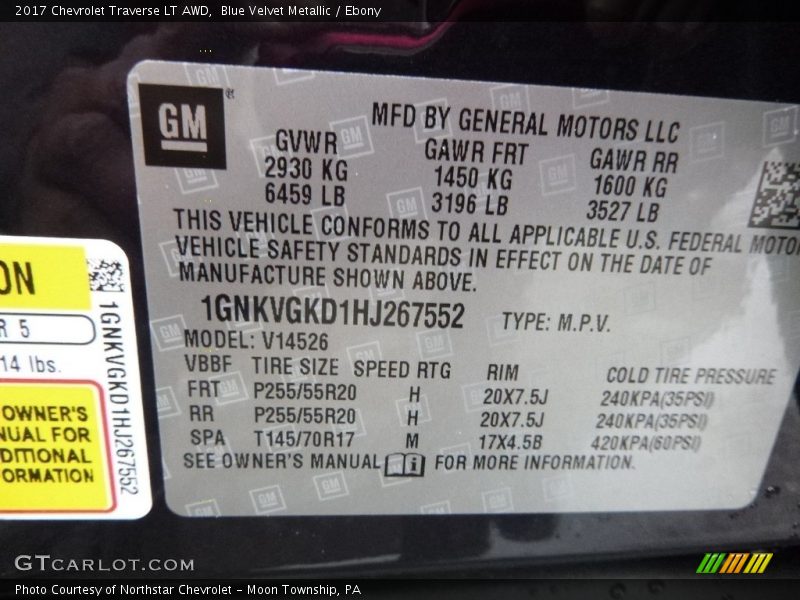 2017 Chevrolet Traverse LT AWD,  Blue Velvet Metallic / Ebony
GM
MFD BY GENERAL MOTORS LLC
GVWR GAWR FRT GAWR RR
2930 KG 1450 KG 1600 KG
6459 LB 3196 LB 3527 LB
THIS VEHICLE CONFORMS TO ALL APPLICABLE U.S. FEDERAL MOTO
VEHICLE SAFETY STANDARDS IN EFFECT ON THE DATE OF
MANUFACTURE SHOWN ABOVE.
1GNKVGKD1HJ267552 TYPE: M.P.V.
MODEL: V14526
VBBF TIRE SIZE SPEED RTG RIM COLD TIRE PRESSURE
FRT P255/55R20 H 20X7.5J 240KPA(35PSI)
RR P255/55R20 H 20X7.5J 240KPA(35PSI)
SPA T145/70R17 M 17X4.5B 420KPA(60PSI)
SEE OWNER'S MANUAL i FOR MORE INFORMATION.
ON
R 5
14 lbs.
OWNER'S
NUAL FOR
DITIONAL
ORMATION
1GNKVGKD1HJ267552
GTCARLOT.COM
Photo Courtesy of Northstar Chevrolet - Moon Township, PA